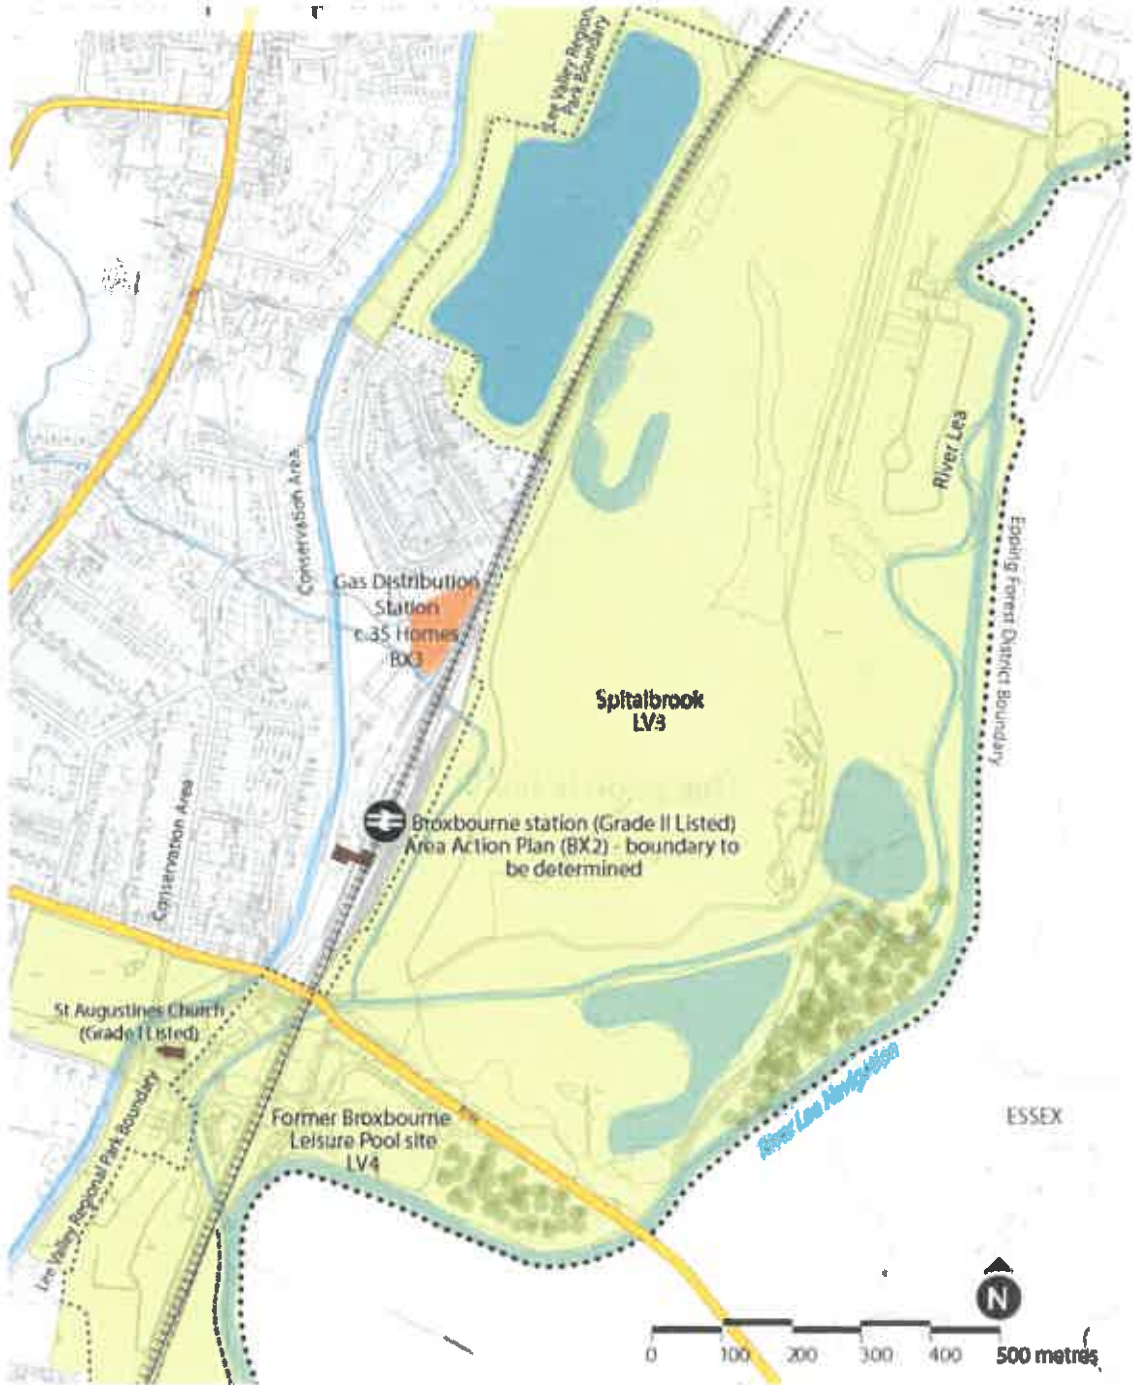 Lee Valley Region
Park Boundary
River Lea
Conservation Area
Epping Forest District Boundary
Gas Distribution
Station
c.35 Homes
BX3
Spitalbrook
LV3
Conservation Area
Broxbourne station (Grade II Listed)
Area Action Plan (BX2) - boundary to
be determined
St Augustines Church
(Grade I Listed)
River Lee Navigation
Lee Valley Regional Park Boundary
Former Broxbourne
Leisure Pool site
LV4
ESSEX
N
0 100 200 300 400 500 metres